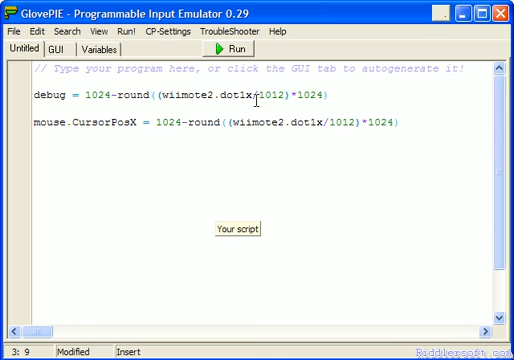 GlovePIE - Programmable Input Emulator 0.29
File Edit Search View Run! CP-Settings TroubleShooter Help
Untitled GUI Variables Run
// Type your program here, or click the GUI tab to autogenerate it!
debug = 1024-round((wiimote2.dot1x/1012)*1024)
mouse.CursorPosX = 1024-round((wiimote2.dot1x/1012)*1024)
Your script
3: 9 Modified Insert
Riddlersoft.com